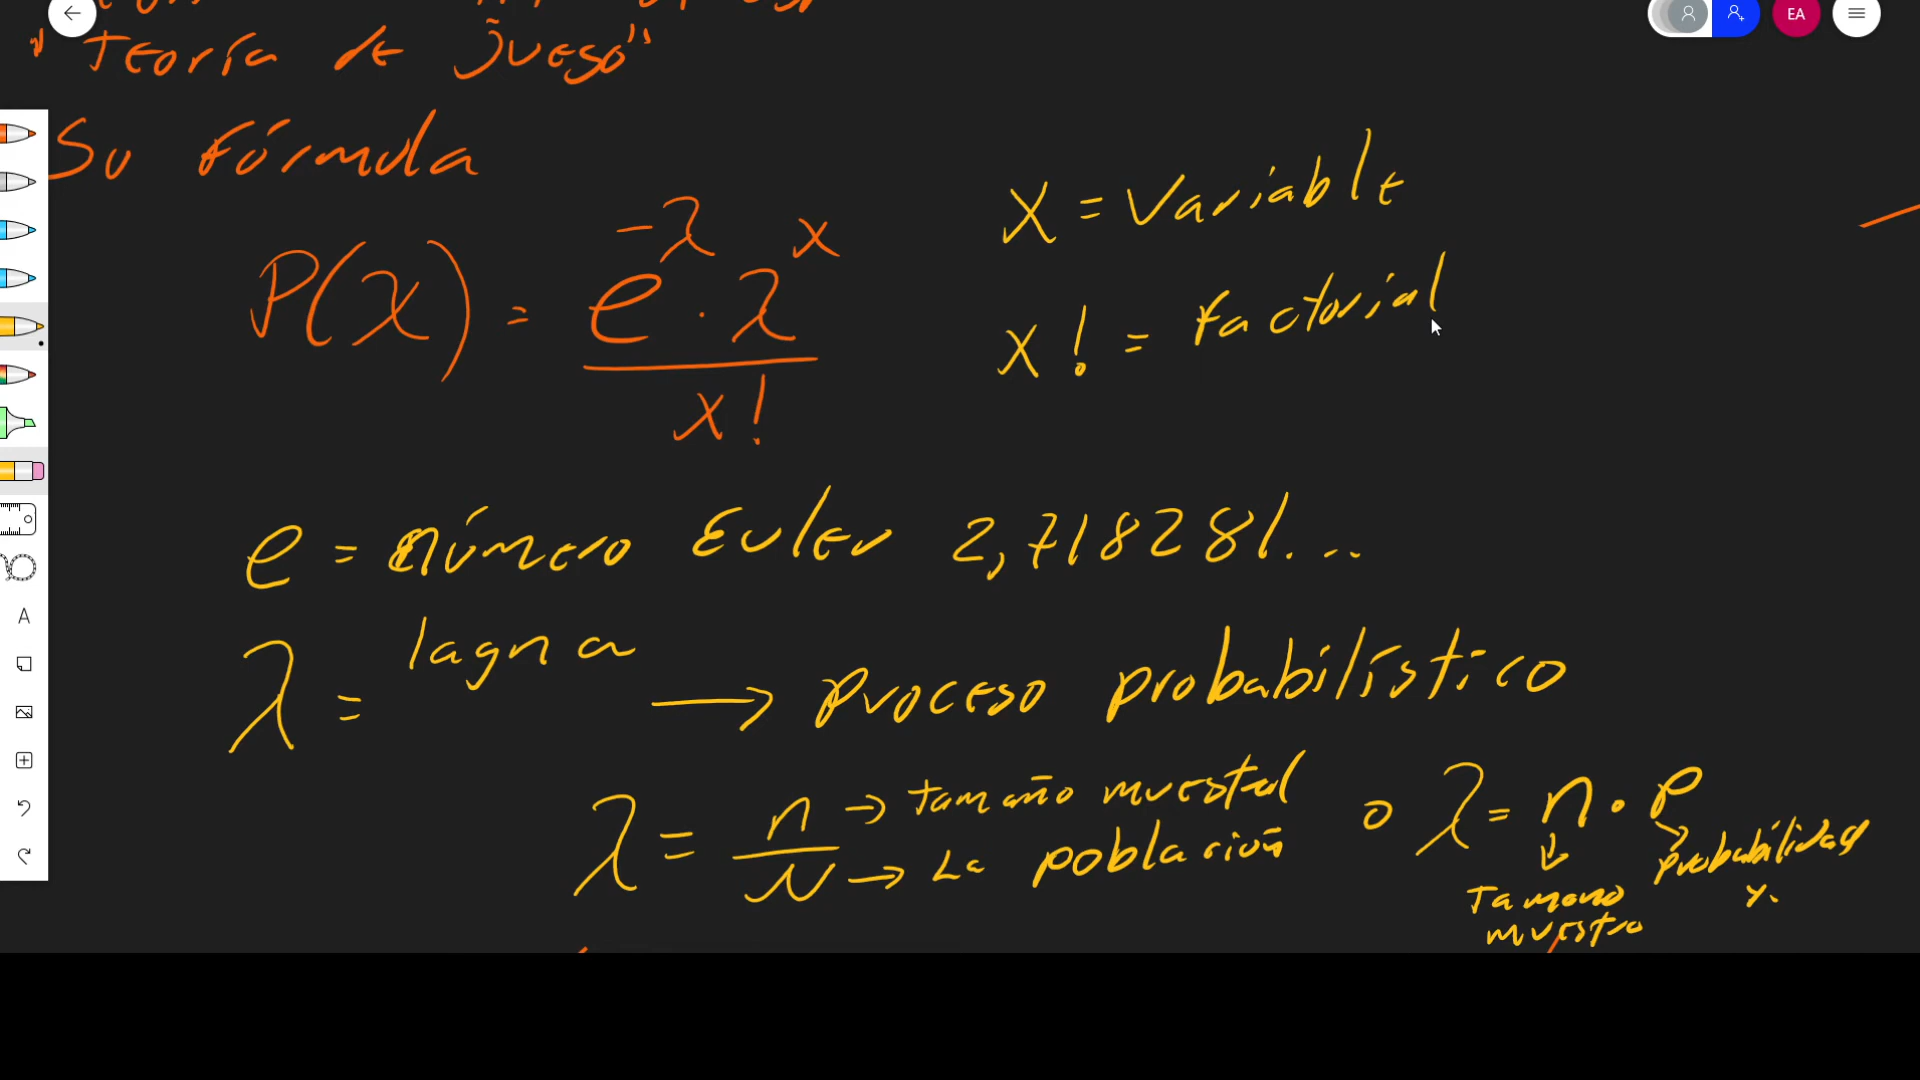 "Teoría de juego"
EA
Su fórmula
P(x) = e^-λ · λ^x / x!
X = Variable
x! = factorial
e = número Euler 2,718281...
λ = lagna → proceso probabilístico
λ = n/N → tamaño muestral → La población o λ = n · P
Tamaño muestra probabilidad
A